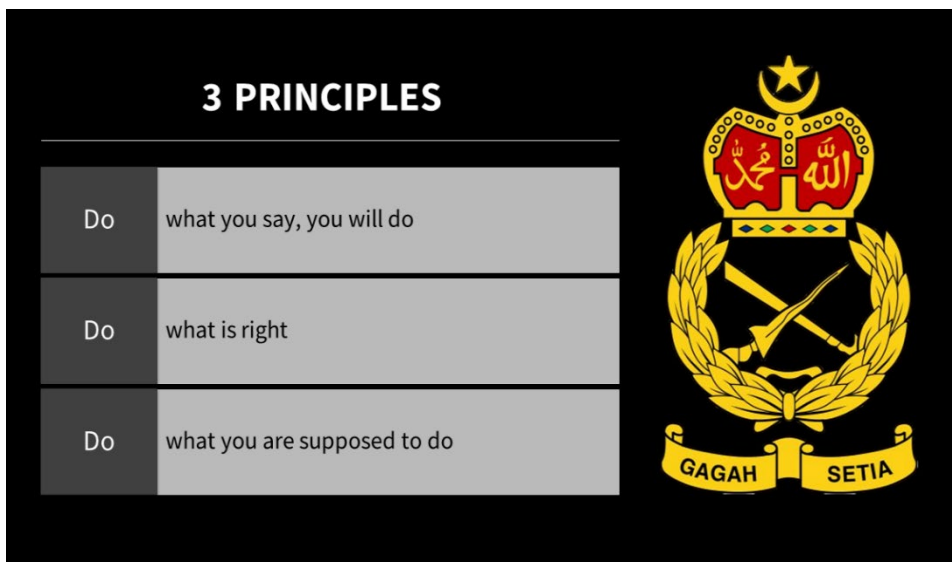 3 PRINCIPLES
Do what you say, you will do
Do what is right
Do what you are supposed to do
محمد الله
GAGAH SETIA